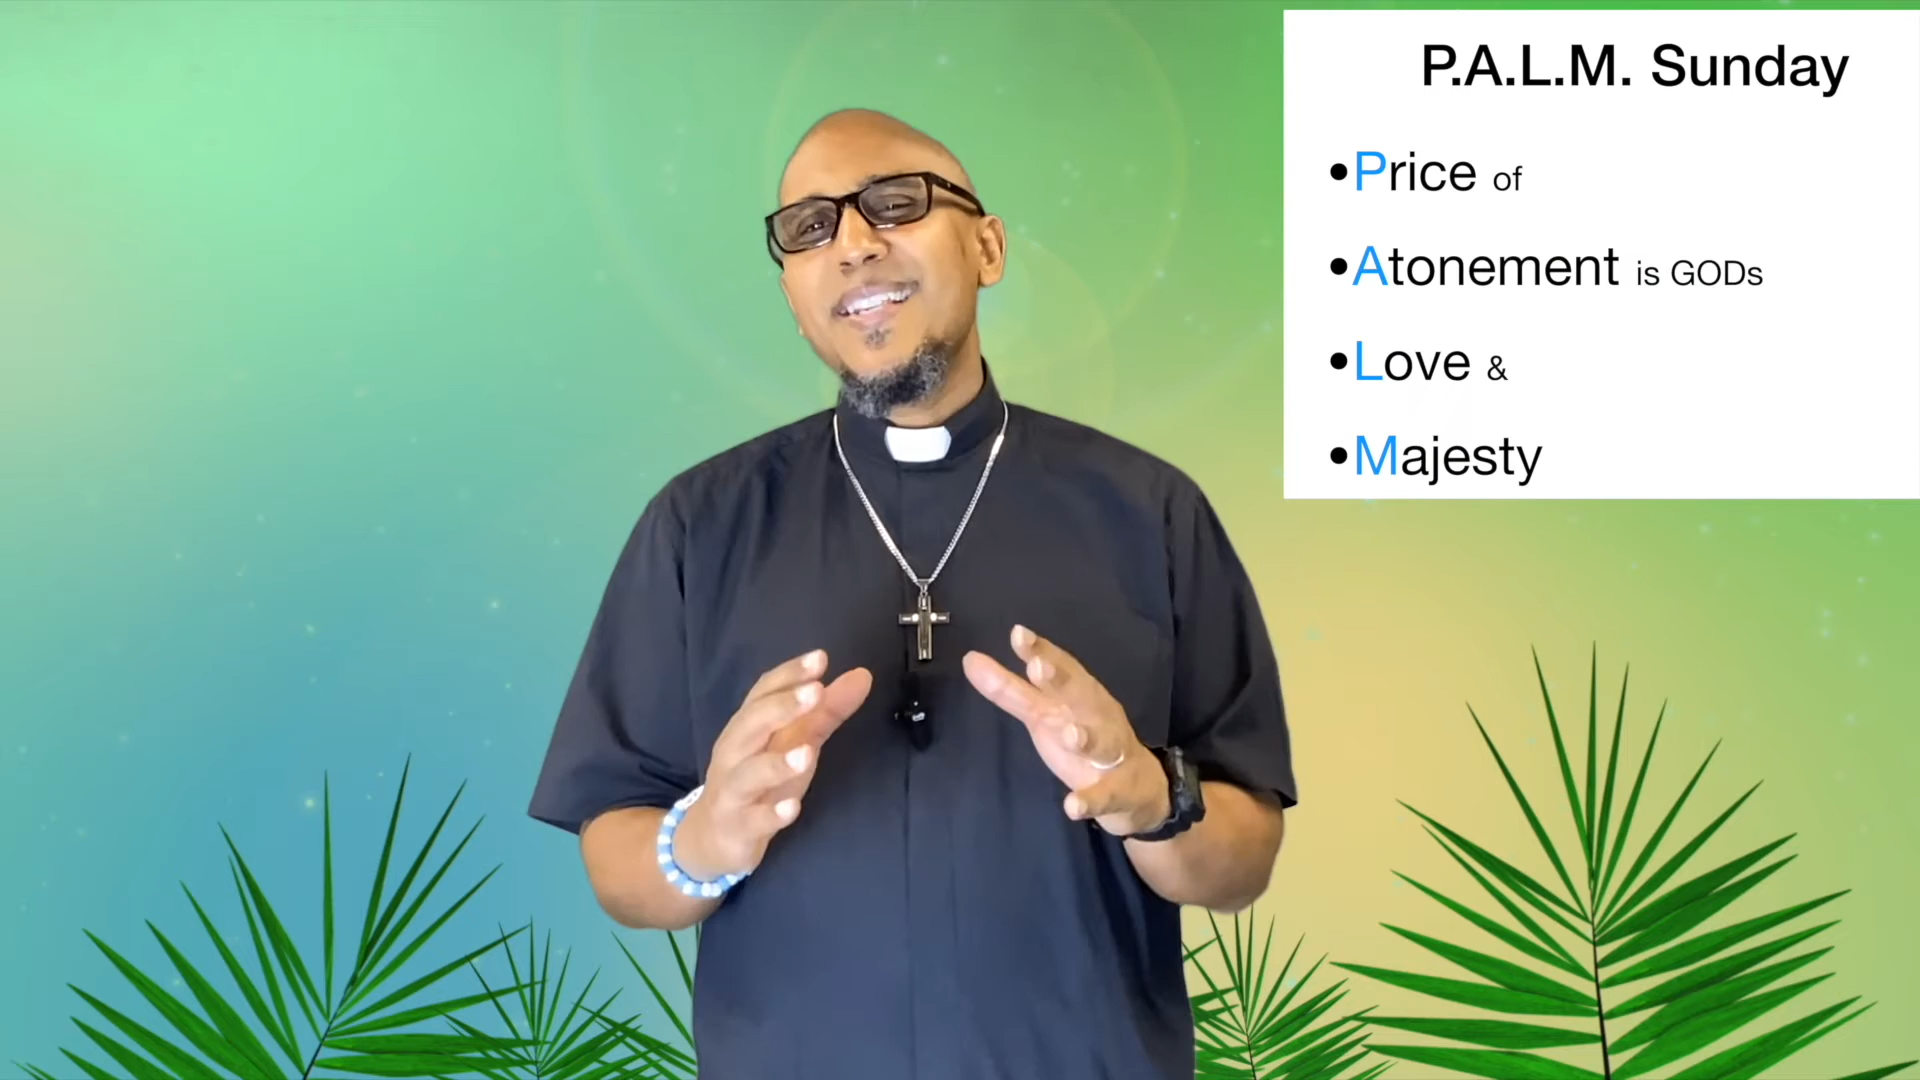 P.A.L.M. Sunday
•Price of
•Atonement is GODs
•Love &
•Majesty